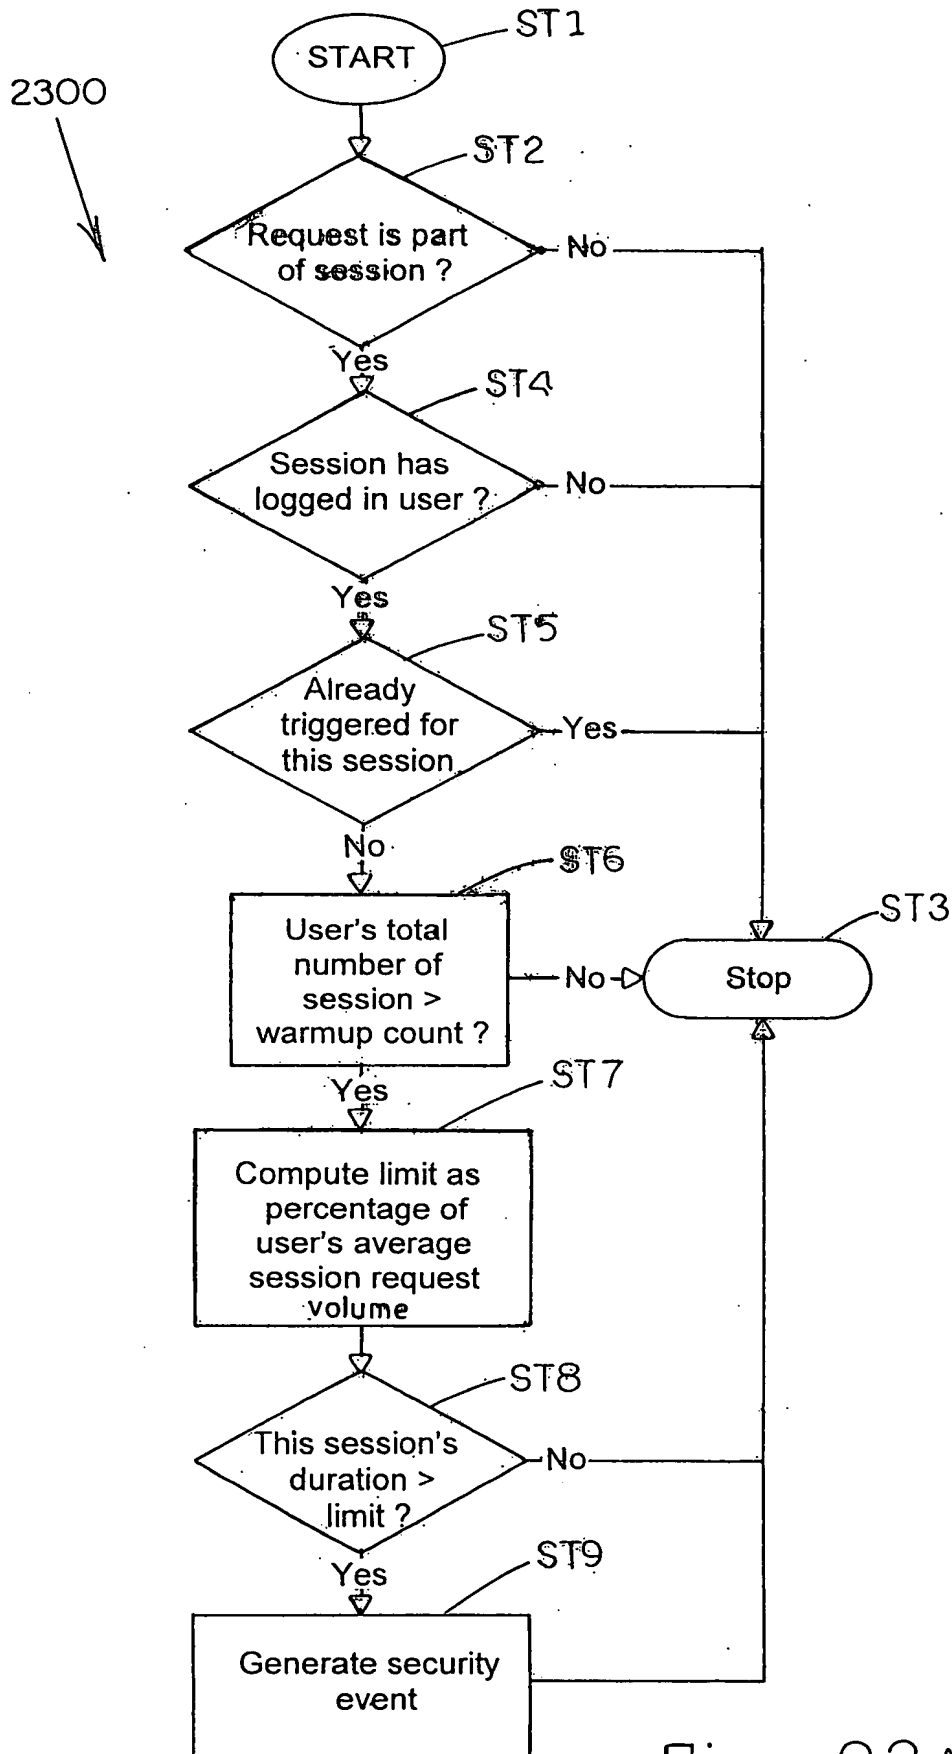 START
ST1
2300
ST2
Request is part
of session ?
No
Yes
ST4
Session has
logged in user ?
No
Yes
ST5
Already
triggered for
this session
Yes
No
ST6
User's total
number of
session >
warmup count ?
No
ST3
Stop
Yes
ST7
Compute limit as
percentage of
user's average
session request
volume
ST8
This session's
duration >
limit ?
No
Yes
ST9
Generate security
event